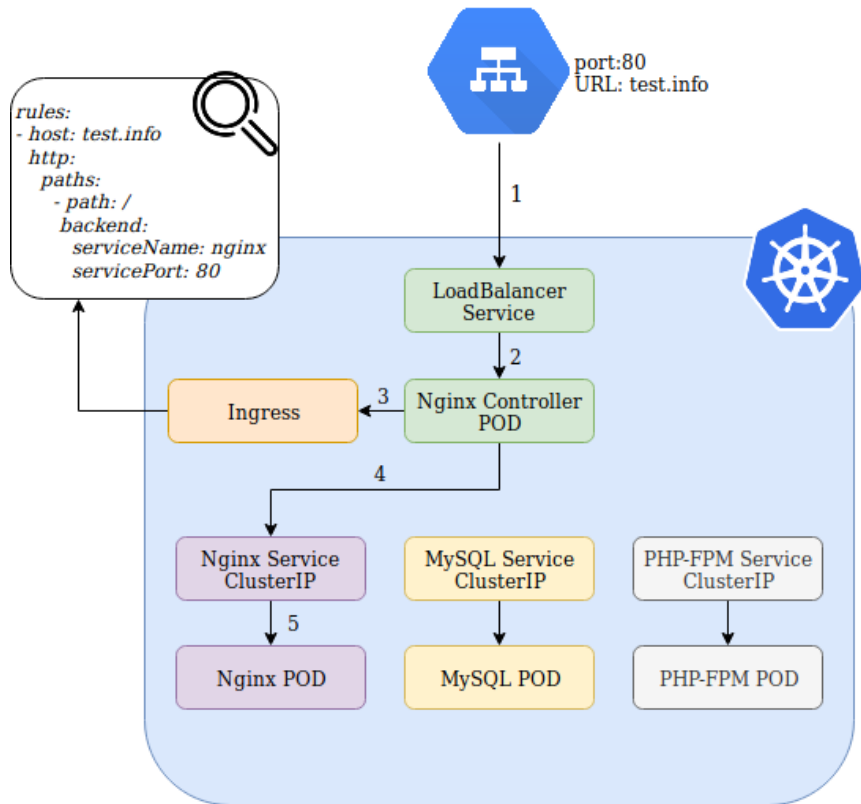 port:80
URL: test.info
rules:
- host: test.info
http:
paths:
- path: /
backend:
serviceName: nginx
servicePort: 80
1
LoadBalancer
Service
2
Ingress
3
Nginx Controller
POD
4
Nginx Service
ClusterIP
MySQL Service
ClusterIP
PHP-FPM Service
ClusterIP
5
Nginx POD
MySQL POD
PHP-FPM POD